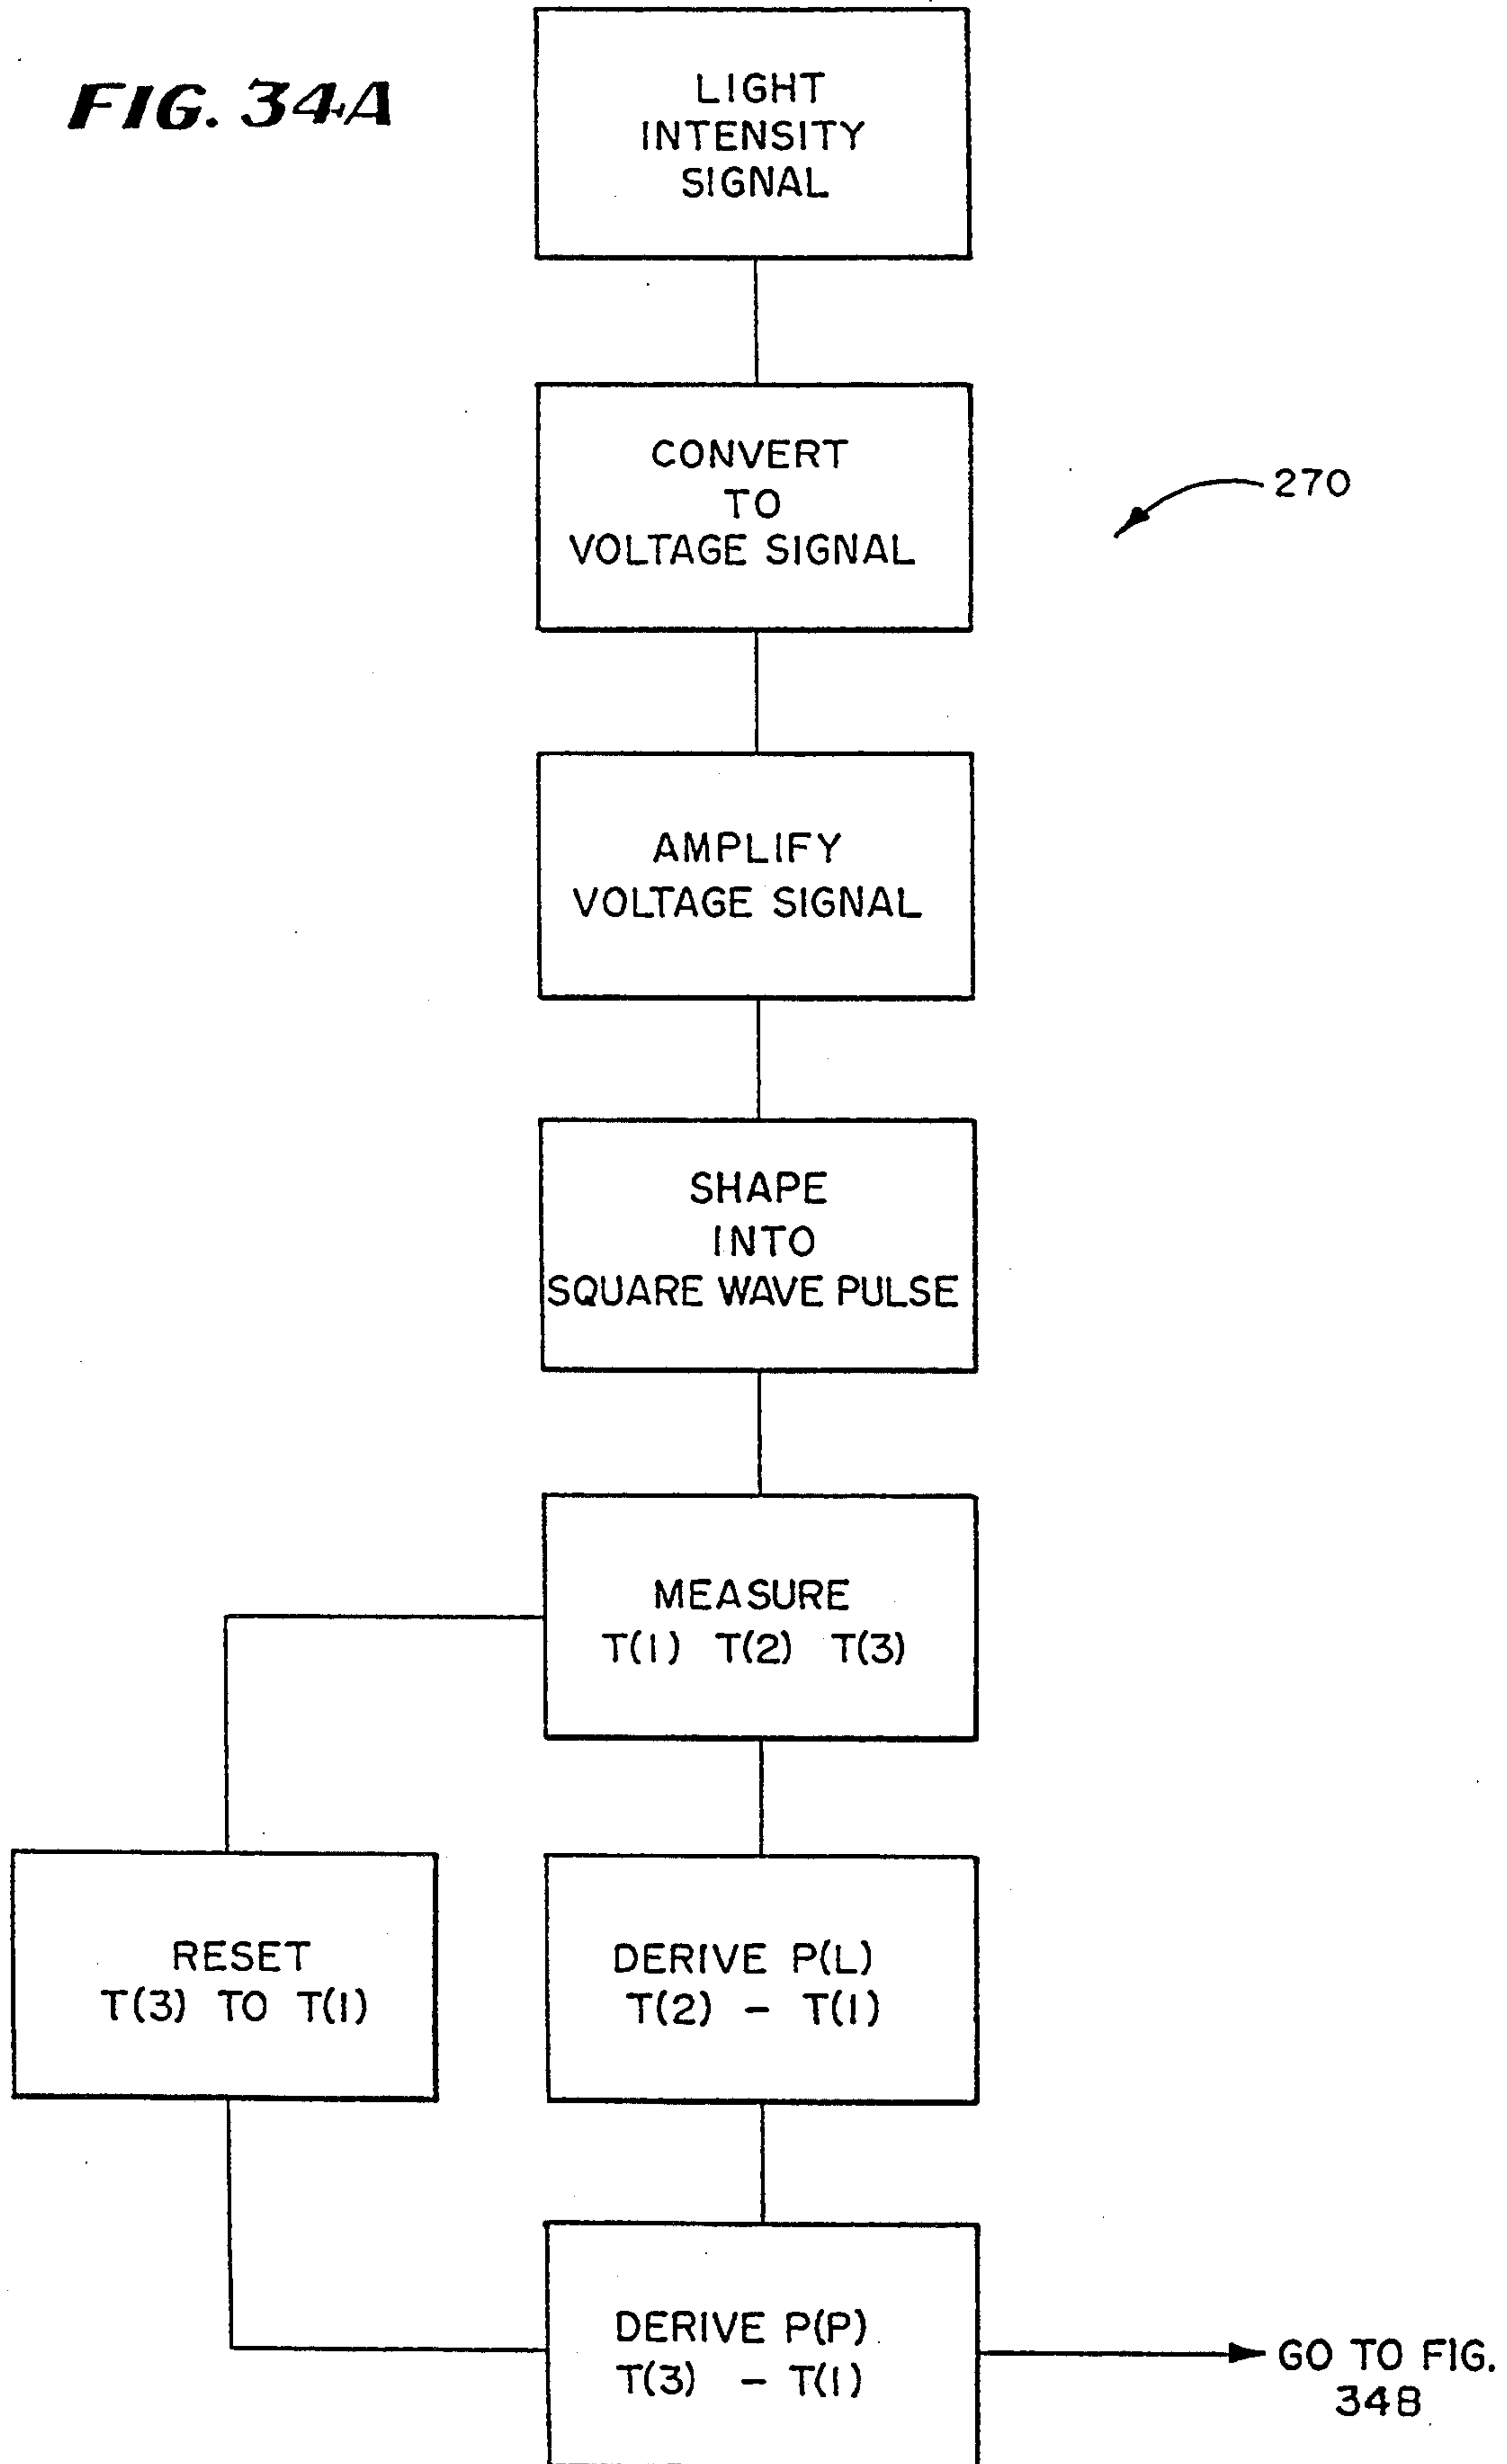 FIG. 34A
LIGHT
INTENSITY
SIGNAL
CONVERT
TO
VOLTAGE SIGNAL
270
AMPLIFY
VOLTAGE SIGNAL
SHAPE
INTO
SQUARE WAVE PULSE
MEASURE
T(1) T(2) T(3)
RESET
T(3) TO T(1)
DERIVE P(L)
T(2) - T(1)
DERIVE P(P)
T(3) - T(1)
GO TO FIG.
34B